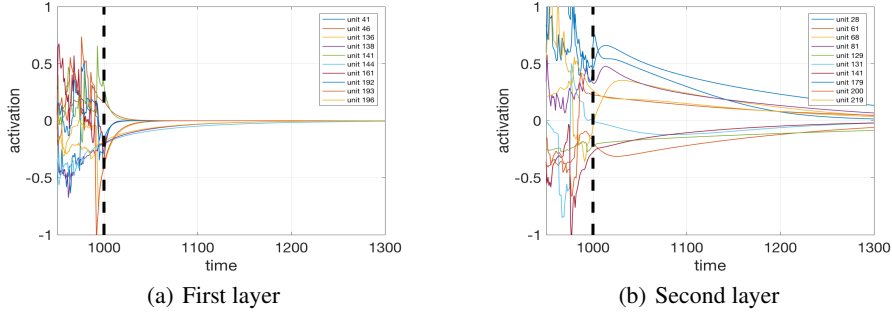 1
0.5
0
-0.5
-1
activation
1000
1100
1200
1300
time
unit 41
unit 46
unit 136
unit 138
unit 141
unit 144
unit 161
unit 192
unit 193
unit 196
(a) First layer
1
0.5
0
-0.5
-1
activation
1000
1100
1200
1300
time
unit 28
unit 61
unit 68
unit 81
unit 129
unit 131
unit 141
unit 179
unit 200
unit 219
(b) Second layer